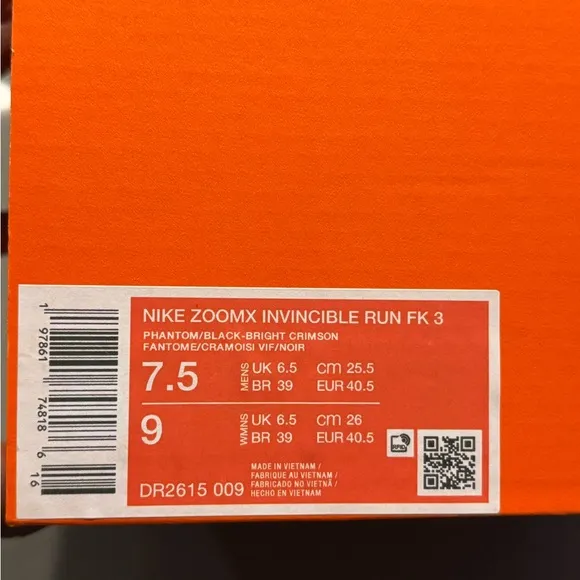 NIKE ZOOMX INVINCIBLE RUN FK 3
PHANTOM/BLACK-BRIGHT CRIMSON
FANTOME/CRAMOISI VIF/NOIR
7.5 MENS UK 6.5 CM 25.5
BR 39 EUR 40.5
9 WMNS UK 6.5 CM 26
BR 39 EUR 40.5
RFID
MADE IN VIETNAM /
FABRIQUE AU VIETNAM /
FABRICADO NO VIETNÃ /
HECHO EN VIETNAM
DR2615 009
1 97861 74818 6 16